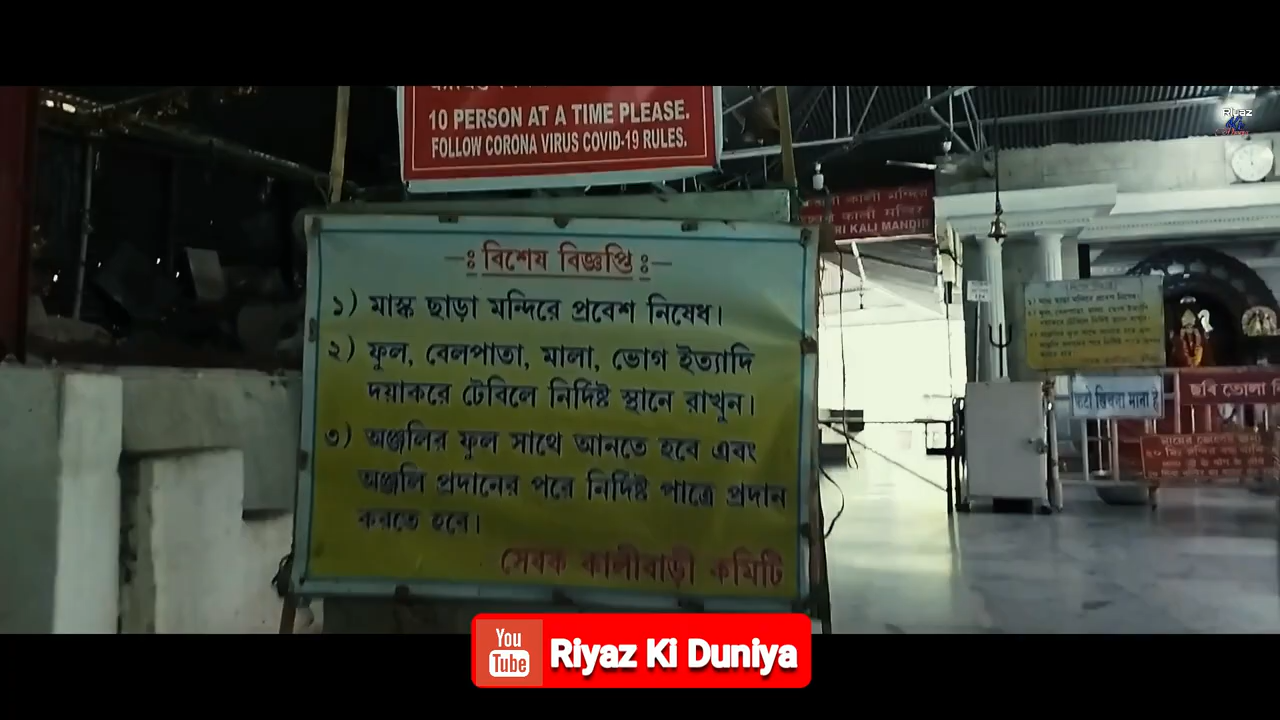 10 PERSON AT A TIME PLEASE.
FOLLOW CORONA VIRUS COVID-19 RULES.
-ঃ বিশেষ বিজ্ঞপ্তি ঃ-
১) মাস্ক ছাড়া মন্দিরে প্রবেশ নিষেধ।
২) ফুল, বেলপাতা, মালা, ভোগ ইত্যাদি
দয়াকরে টেবিলে নির্দিষ্ট স্থানে রাখুন।
৩) অঞ্জলির ফুল সাথে আনতে হবে এবং
অঞ্জলি প্রদানের পরে নির্দিষ্ট পাত্রে প্রদান
করতে হবে।
সেবক কালীবাড়ী কমিটি
KALI MANDIR
ছবি তোলা
Riyaz
You Tube Riyaz Ki Duniya